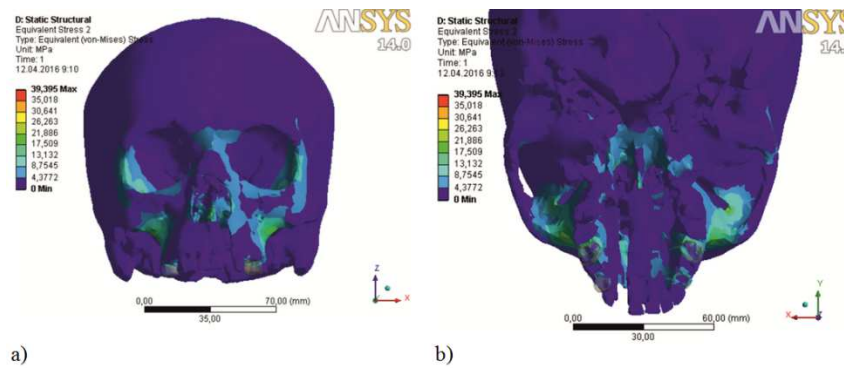 D: Static Structural
Equivalent Stress 2
Type: Equivalent (von-Mises) Stress
Unit: MPa
Time: 1
12.04.2016 9:10
39,395 Max
35,018
30,641
26,263
21,886
17,509
13,132
8,7545
4,3772
0 Min
ANSYS
14.0
Z
X
0,00
70,00 (mm)
35,00
a)
D: Static Structural
Equivalent Stress 2
Type: Equivalent (von-Mises) Stress
Unit: MPa
Time: 1
12.04.2016 9:10
39,395 Max
35,018
30,641
26,263
21,886
17,509
13,132
8,7545
4,3772
0 Min
ANSYS
14.
Y
X
0,00
60,00 (mm)
30,00
b)